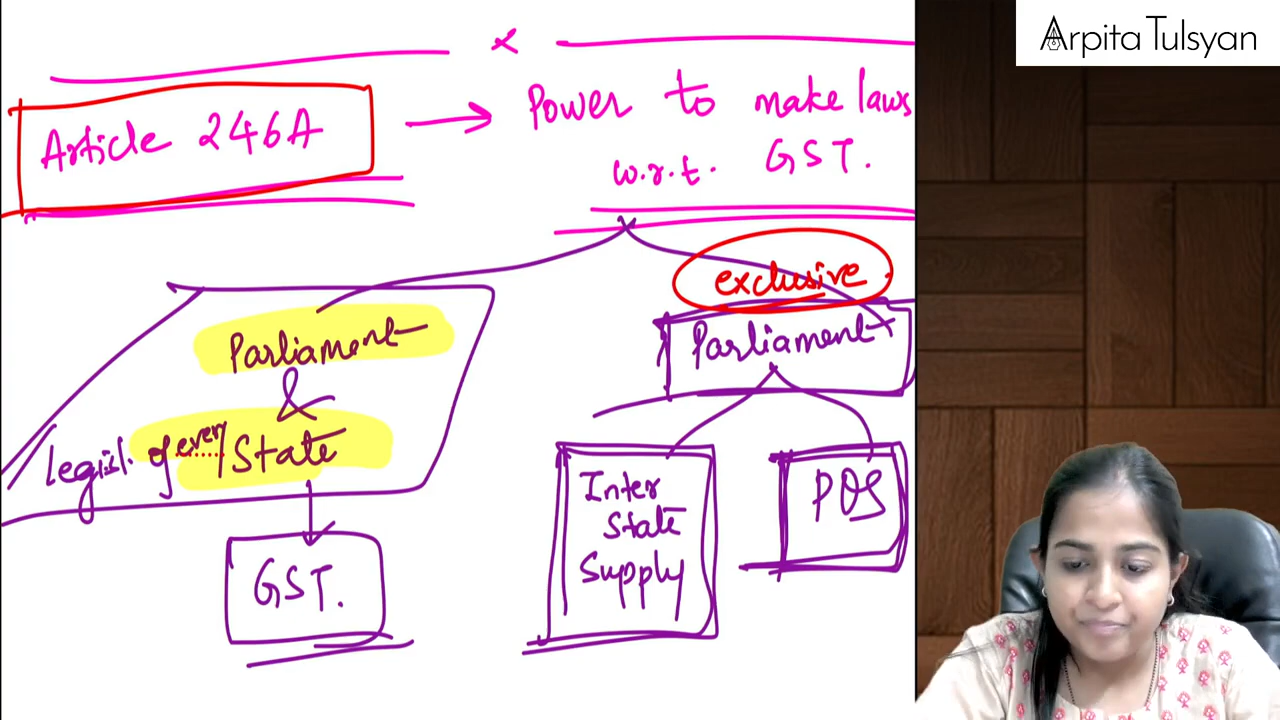 Arpita Tulsyan
×
Article 246A → Power to make laws
w.r.t. GST.
exclusive
Parliament
&
legisl. of every State
GST.
Parliament
Inter
State
Supply
POS